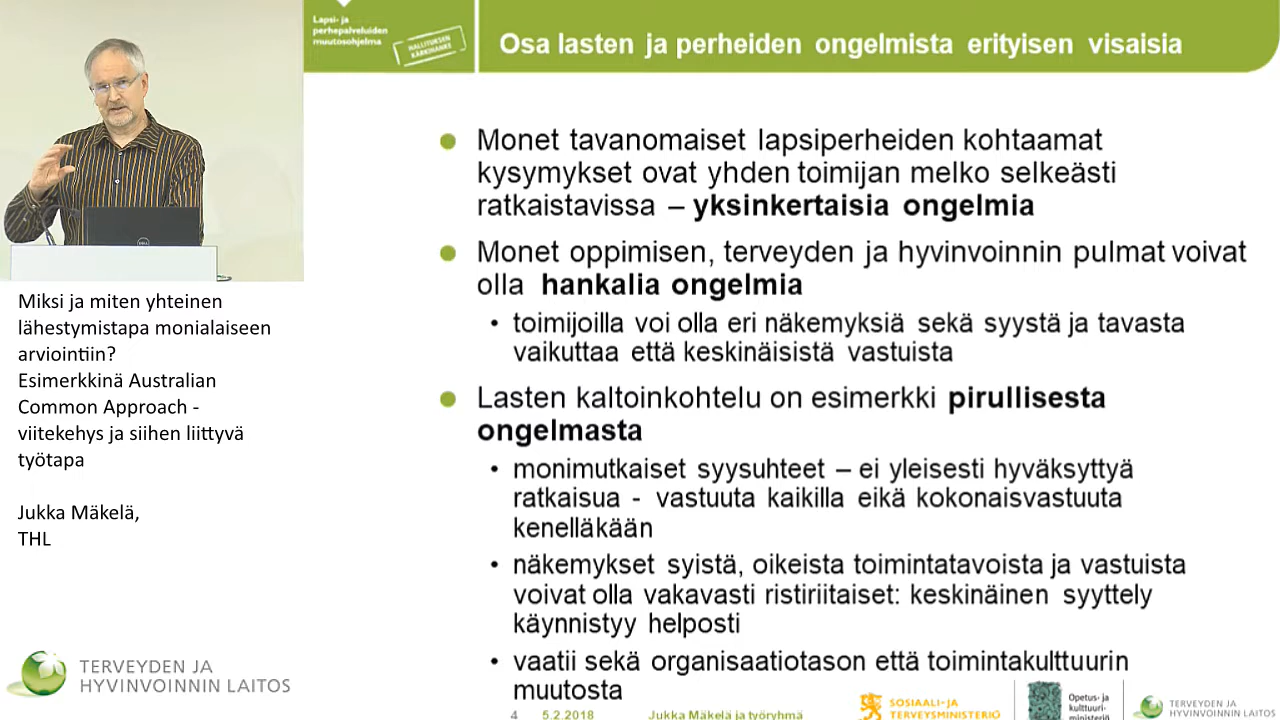 Lapsi- ja
perhepalveluiden
muutosohjelma
HALLITUKSEN
KÄRKIHANKE
Osa lasten ja perheiden ongelmista erityisen visaisia
Monet tavanomaiset lapsiperheiden kohtaamat
kysymykset ovat yhden toimijan melko selkeästi
ratkaistavissa – yksinkertaisia ongelmia
Monet oppimisen, terveyden ja hyvinvoinnin pulmat voivat
olla hankalia ongelmia
toimijoilla voi olla eri näkemyksiä sekä syystä ja tavasta
vaikuttaa että keskinäisistä vastuista
Lasten kaltoinkohtelu on esimerkki pirullisesta
ongelmasta
monimutkaiset syysuhteet – ei yleisesti hyväksyttyä
ratkaisua - vastuuta kaikilla eikä kokonaisvastuuta
kenelläkään
näkemykset syistä, oikeista toimintatavoista ja vastuista
voivat olla vakavasti ristiriitaiset: keskinäinen syyttely
käynnistyy helposti
vaatii sekä organisaatiotason että toimintakulttuurin
muutosta
4 5.2.2018 Jukka Mäkelä ja työryhmä
SOSIAALI- JA
TERVEYSMINISTERIÖ
Opetus- ja
kulttuuri-
ministeriö
TERVEYDEN JA
HYVINVOINNIN LAITOS
DELL
Miksi ja miten yhteinen
lähestymistapa monialaiseen
arviointiin?
Esimerkkinä Australian
Common Approach -
viitekehys ja siihen liittyvä
työtapa
Jukka Mäkelä,
THL
TERVEYDEN JA
HYVINVOINNIN LAITOS